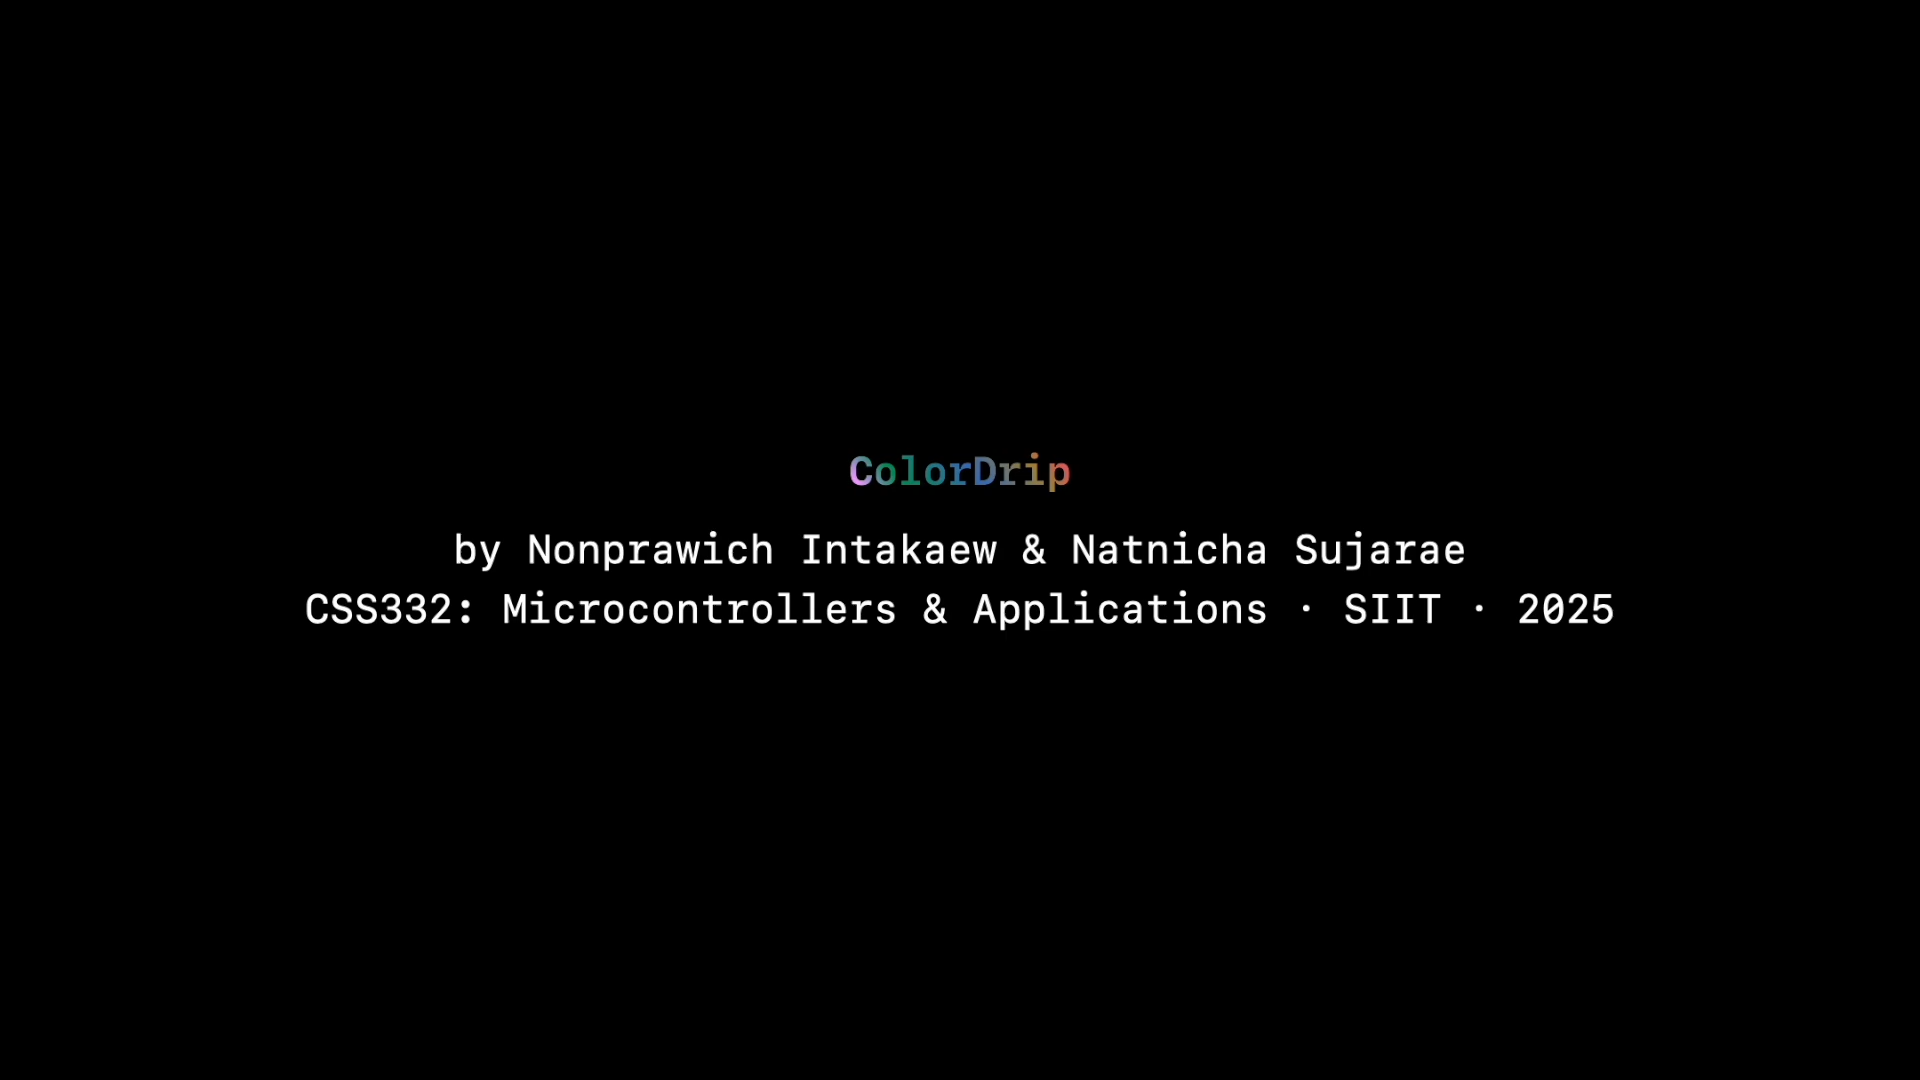 ColorDrip
by Nonprawich Intakaew & Natnicha Sujarae
CSS332: Microcontrollers & Applications · SIIT · 2025